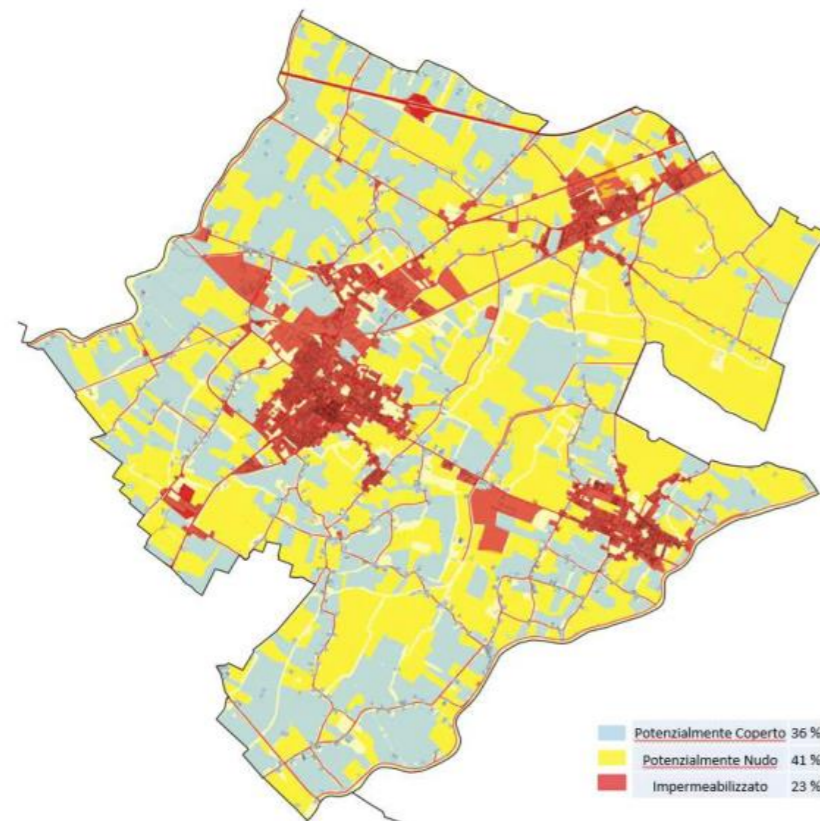 Potenzialmente Coperto 36 %
Potenzialmente Nudo 41 %
Impermeabilizzato 23 %